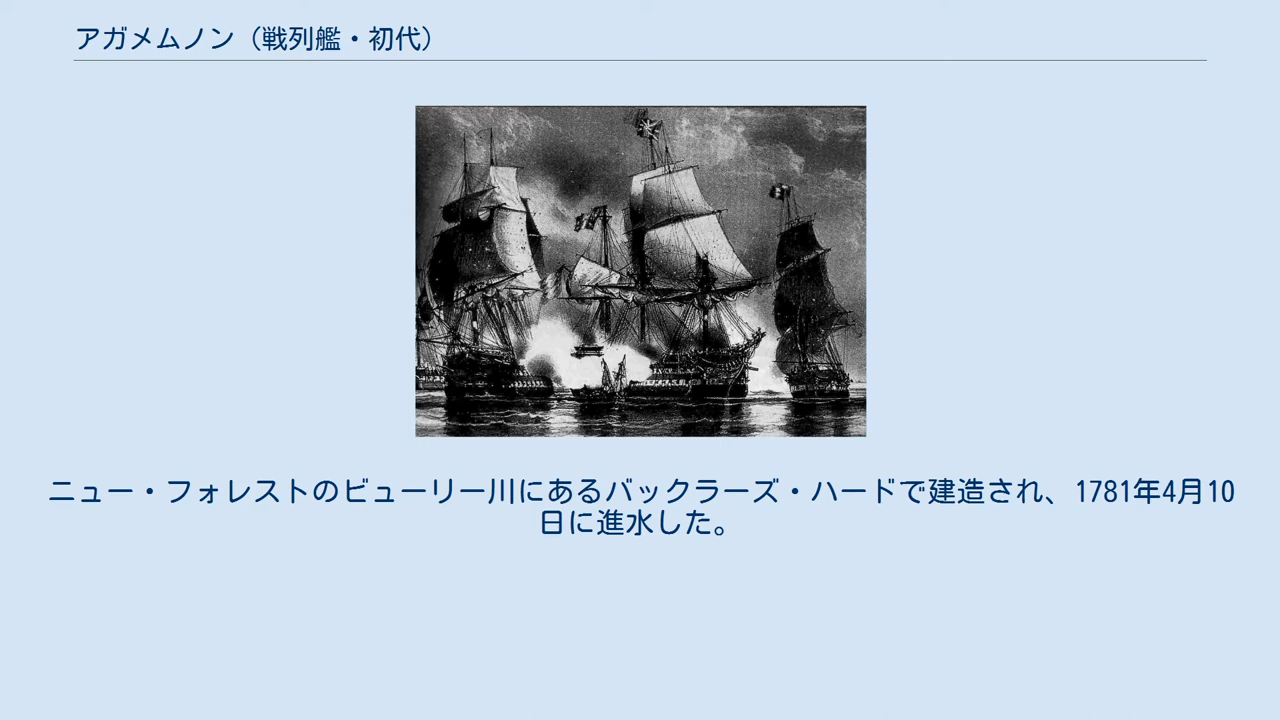 アガメムノン（戦列艦・初代）
ニュー・フォレストのビューリー川にあるバックラーズ・ハードで建造され、1781年4月10
日に進水した。